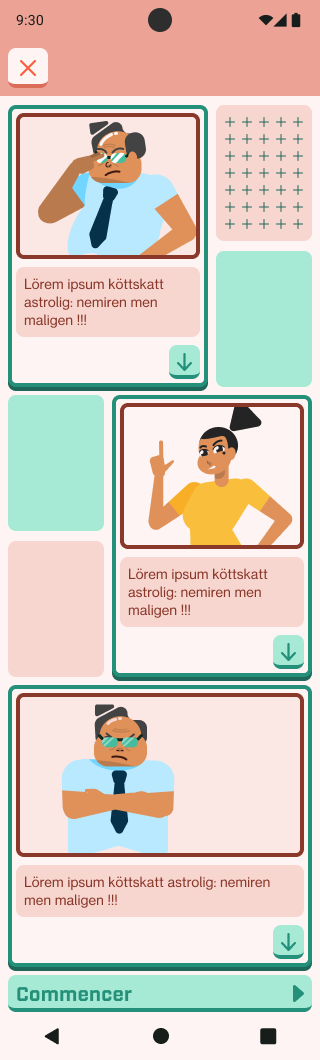 9:30
Lörem ipsum köttskatt
astrolig: nemiren men
maligen !!!
Lörem ipsum köttskatt
astrolig: nemiren men
maligen !!!
Lörem ipsum köttskatt astrolig: nemiren
men maligen !!!
Commencer